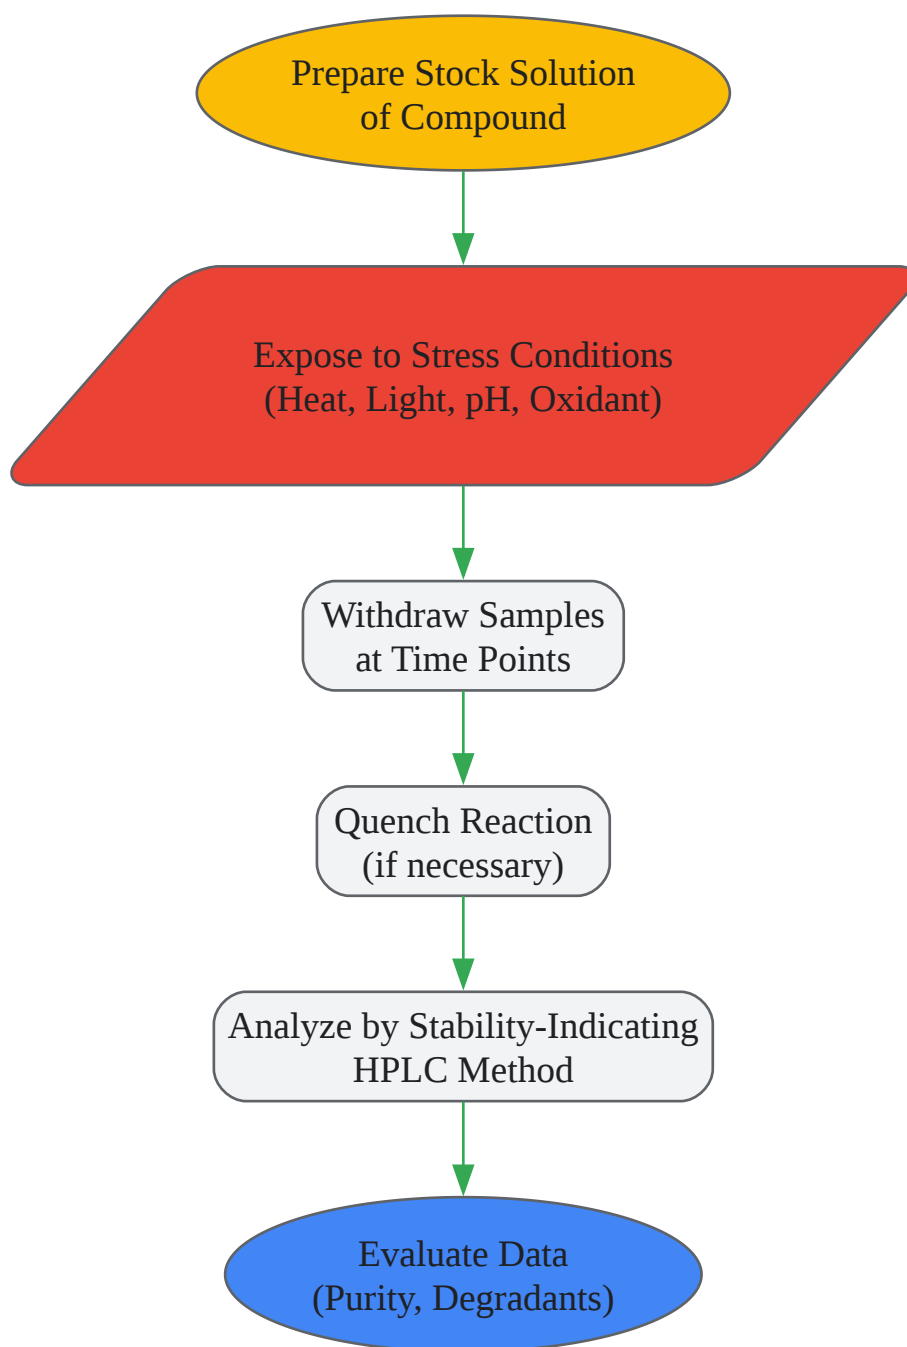 Prepare Stock Solution
of Compound
Expose to Stress Conditions
(Heat, Light, pH, Oxidant)
Withdraw Samples
at Time Points
Quench Reaction
(if necessary)
Analyze by Stability-Indicating
HPLC Method
Evaluate Data
(Purity, Degradants)